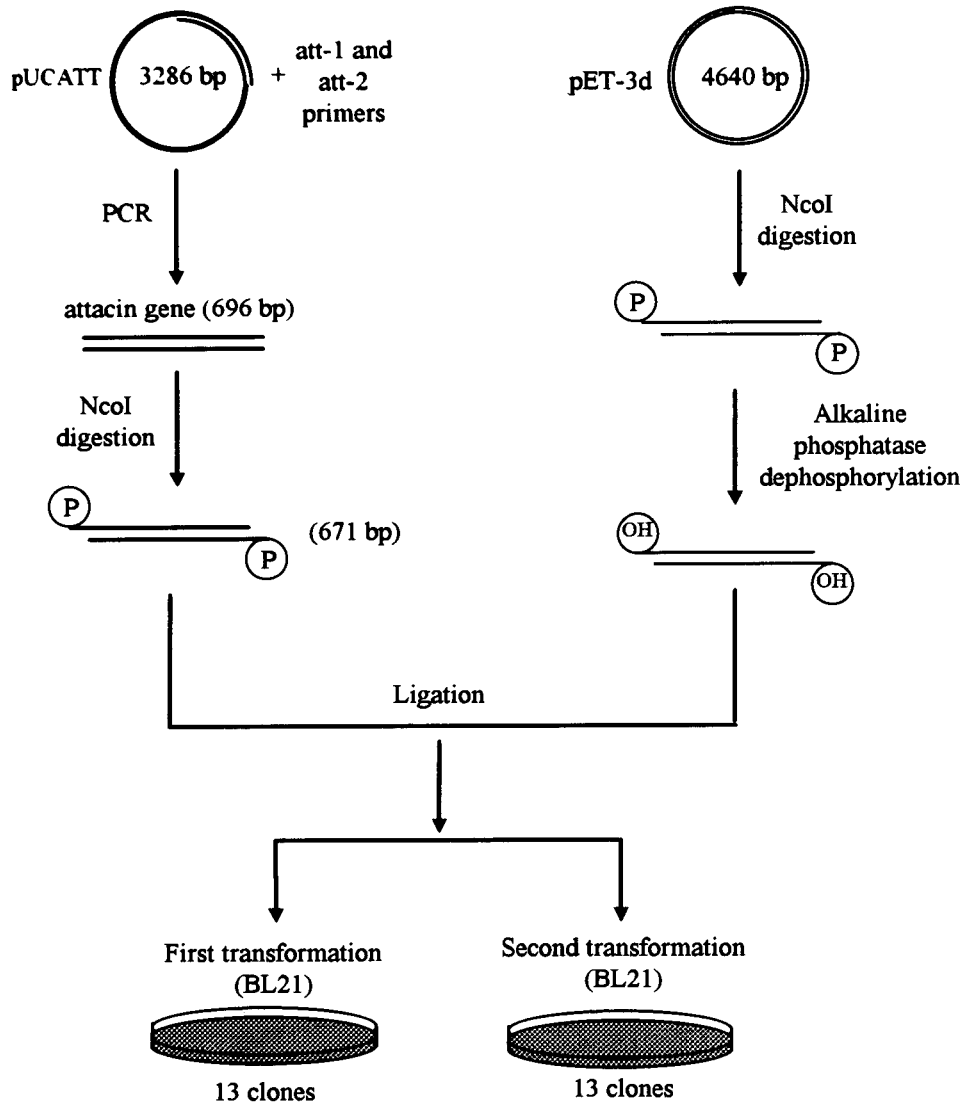 pUCATT
3286 bp
+
att-1 and
att-2
primers
pET-3d
4640 bp
PCR
NcoI
digestion
attacin gene (696 bp)
P
P
NcoI
digestion
Alkaline
phosphatase
dephosphorylation
P
(671 bp)
P
OH
OH
Ligation
First transformation
(BL21)
Second transformation
(BL21)
13 clones
13 clones